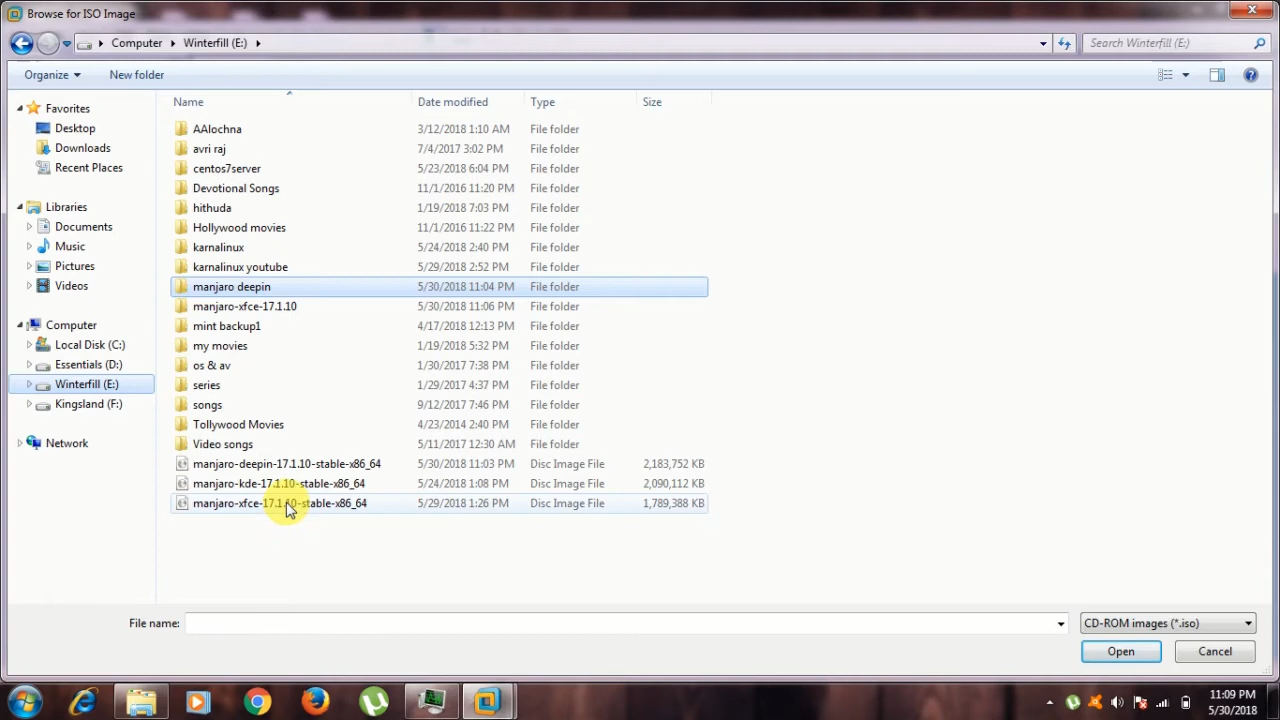 Browse for ISO Image
Computer Winterfill (E:) Search Winterfill (E:)
Organize New folder
Name Date modified Type Size
Favorites
Desktop
Downloads
Recent Places
Libraries
Documents
Music
Pictures
Videos
Computer
Local Disk (C:)
Essentials (D:)
Winterfill (E:)
Kingsland (F:)
Network
AAlochna 3/12/2018 1:10 AM File folder
avri raj 7/4/2017 3:02 PM File folder
centos7server 5/23/2018 6:04 PM File folder
Devotional Songs 11/1/2016 11:20 PM File folder
hithuda 1/19/2018 7:03 PM File folder
Hollywood movies 11/1/2016 11:22 PM File folder
karnalinux 5/24/2018 2:40 PM File folder
karnalinux youtube 5/29/2018 2:52 PM File folder
manjaro deepin 5/30/2018 11:04 PM File folder
manjaro-xfce-17.1.10 5/30/2018 11:06 PM File folder
mint backup1 4/17/2018 12:13 PM File folder
my movies 1/19/2018 5:32 PM File folder
os & av 1/30/2017 7:38 PM File folder
series 1/29/2017 4:37 PM File folder
songs 9/12/2017 7:46 PM File folder
Tollywood Movies 4/23/2014 2:40 PM File folder
Video songs 5/11/2017 12:30 AM File folder
manjaro-deepin-17.1.10-stable-x86_64 5/30/2018 11:03 PM Disc Image File 2,183,752 KB
manjaro-kde-17.1.10-stable-x86_64 5/24/2018 1:08 PM Disc Image File 2,090,112 KB
manjaro-xfce-17.1.10-stable-x86_64 5/29/2018 1:26 PM Disc Image File 1,789,388 KB
File name: CD-ROM images (*.iso)
Open Cancel
11:09 PM
5/30/2018